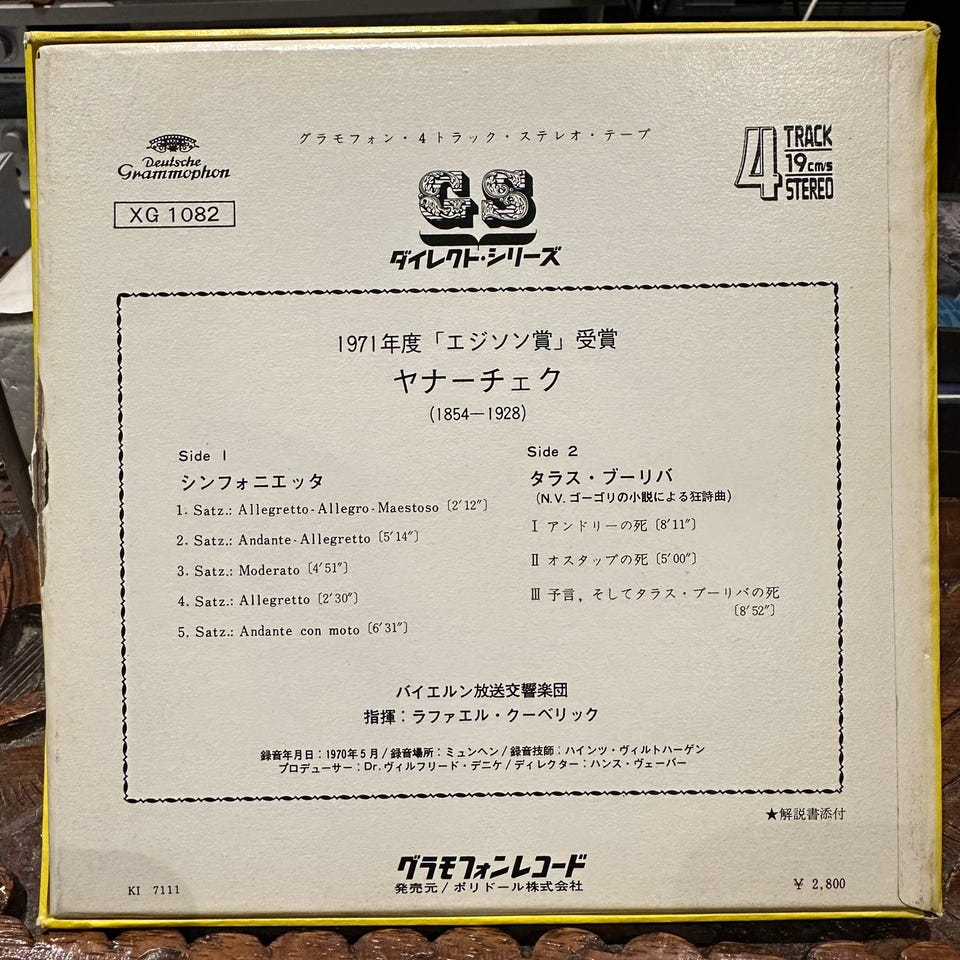 グラモフォン・4トラック・ステレオ・テープ
Deutsche
Grammophon
XG 1082
GS
ダイレクト・シリーズ
4 TRACK
19cm/s
STEREO
1971年度「エジソン賞」受賞
ヤナーチェク
(1854—1928)
Side 1
シンフォニエッタ
1. Satz.: Allegretto-Allegro-Maestoso〔2′12″〕
2. Satz.: Andante-Allegretto〔5′14″〕
3. Satz.: Moderato〔4′51″〕
4. Satz.: Allegretto〔2′30″〕
5. Satz.: Andante con moto〔6′31″〕
Side 2
タラス・ブーリバ
(N.V. ゴーゴリの小説による狂詩曲)
Ⅰ アンドリーの死〔8′11″〕
Ⅱ オスタップの死〔5′00″〕
Ⅲ 予言，そしてタラス・ブーリバの死
〔8′52″〕
バイエルン放送交響楽団
指揮：ラファエル・クーベリック
録音年月日：1970年5月/録音場所：ミュンヘン/録音技師：ハインツ・ヴィルトハーゲン
プロデューサー：Dr.ヴィルフリード・デニケ/ディレクター：ハンス・ヴェーバー
★解説書添付
グラモフォンレコード
発売元/ポリドール株式会社
KI 7111
￥ 2,800